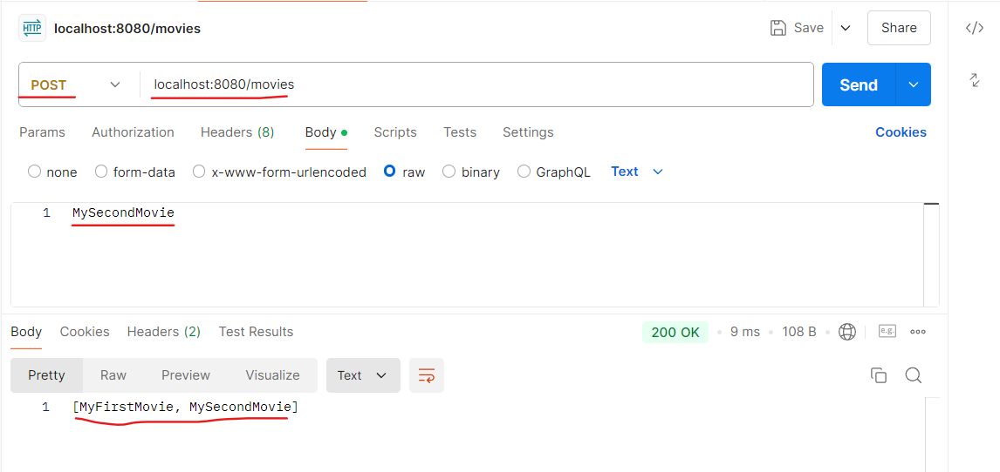 HTTP localhost:8080/movies Save Share </>
POST localhost:8080/movies Send
Params Authorization Headers (8) Body Scripts Tests Settings Cookies
none form-data x-www-form-urlencoded raw binary GraphQL Text
1 MySecondMovie
Body Cookies Headers (2) Test Results 200 OK 9 ms 108 B e.g.
Pretty Raw Preview Visualize Text
1 [MyFirstMovie, MySecondMovie]